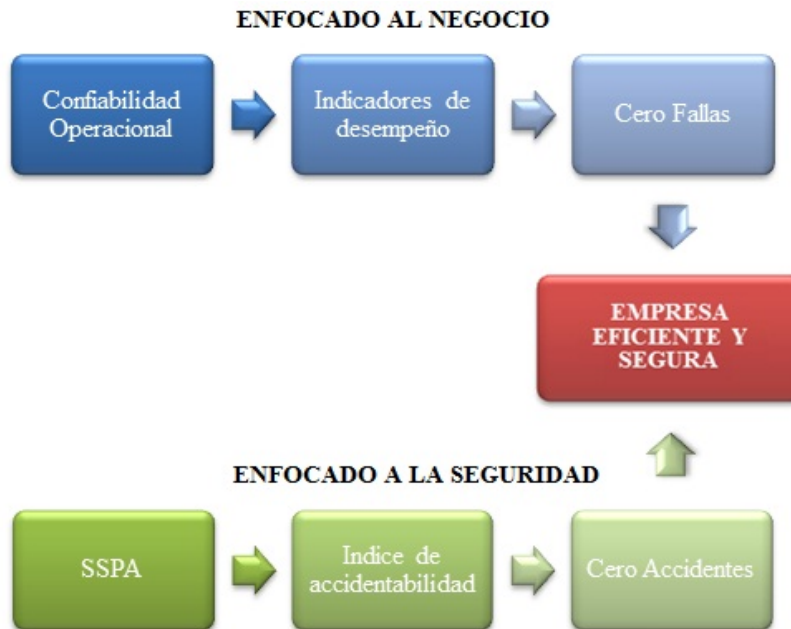 ENFOCADO AL NEGOCIO
Confiabilidad
Operacional
Indicadores de
desempeño
Cero Fallas
EMPRESA
EFICIENTE Y
SEGURA
ENFOCADO A LA SEGURIDAD
SSPA
Indice de
accidentabilidad
Cero Accidentes